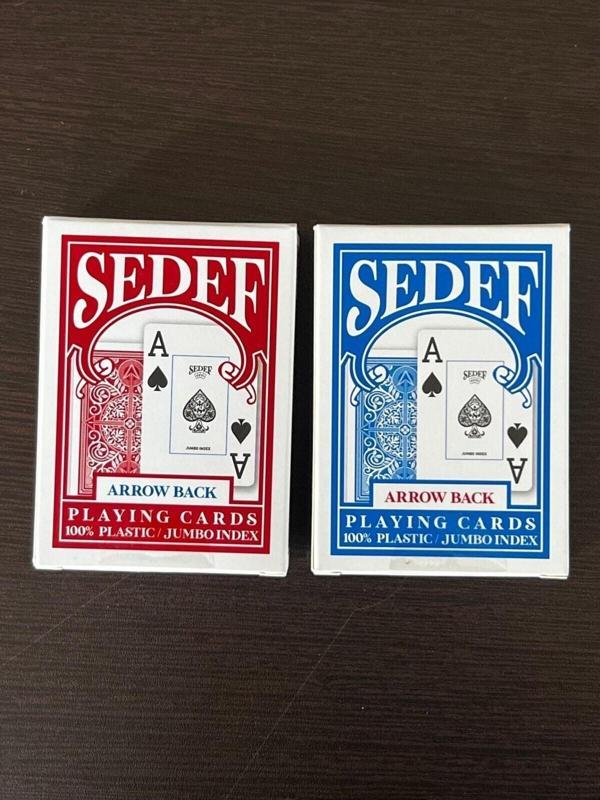 SEDEF
A
SEDEF
JUMBO INDEX
A
ARROW BACK
PLAYING CARDS
100% PLASTIC / JUMBO INDEX
SEDEF
A
SEDEF
JUMBO INDEX
A
ARROW BACK
PLAYING CARDS
100% PLASTIC / JUMBO INDEX